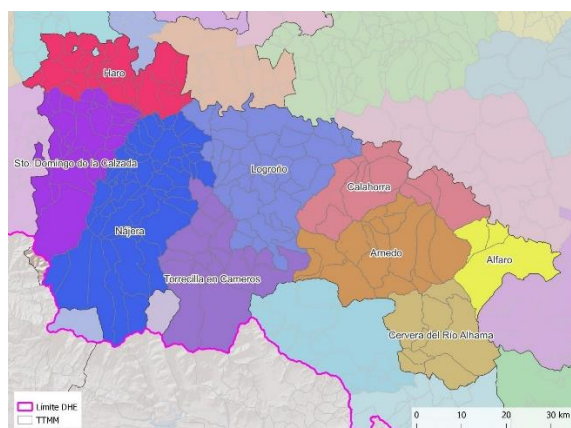 Haro
Sto. Domingo de la Calzada
Logroño
Calahorra
Nájera
Arnedo
Alfaro
Torrecilla en Cameros
Cervera del Río Alhama
Límite DHE
TTMM
0 10 20 30 km